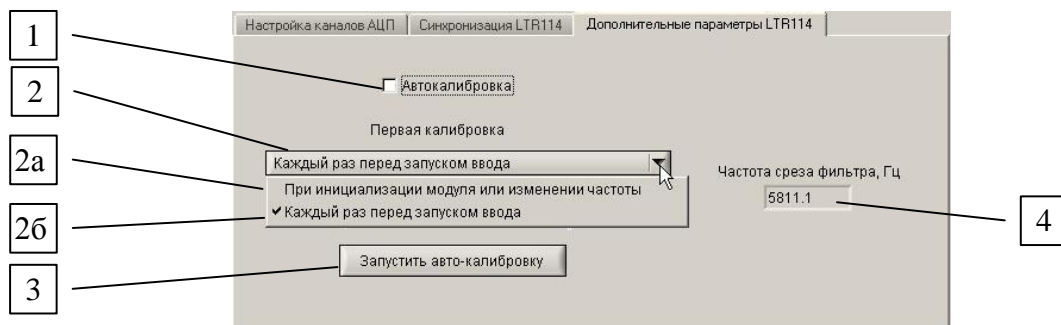 Настройка каналов АЦП
Синхронизация LTR114
Дополнительные параметры LTR114
1
Автокалибровка
2
Первая калибровка
Каждый раз перед запуском ввода
2а
При инициализации модуля или изменении частоты
Частота среза фильтра, Гц
5811.1
Каждый раз перед запуском ввода
2б
4
Запустить авто-калибровку
3